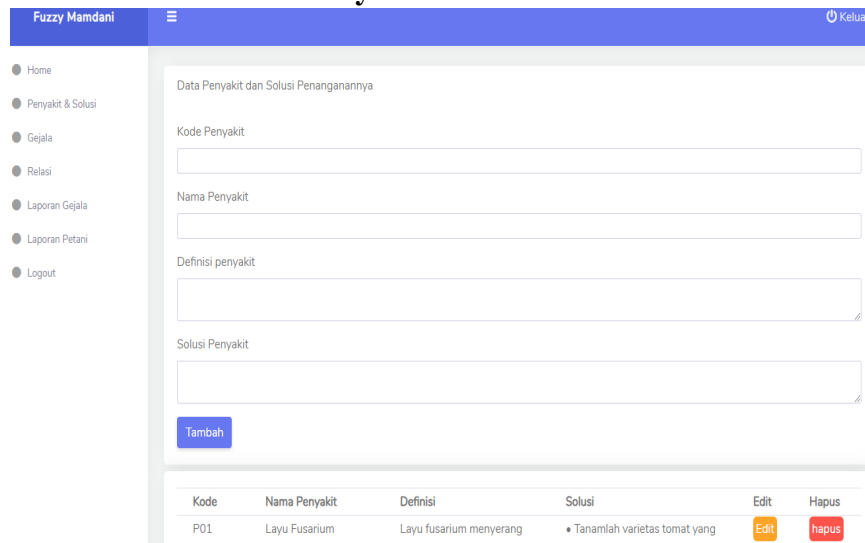 Fuzzy Mamdani
Kelua
Home
Penyakit & Solusi
Gejala
Relasi
Laporan Gejala
Laporan Petani
Logout
Data Penyakit dan Solusi Penanganannya
Kode Penyakit
Nama Penyakit
Definisi penyakit
Solusi Penyakit
Tambah
Kode Nama Penyakit Definisi Solusi Edit Hapus
P01 Layu Fusarium Layu fusarium menyerang • Tanamlah varietas tomat yang Edit hapus